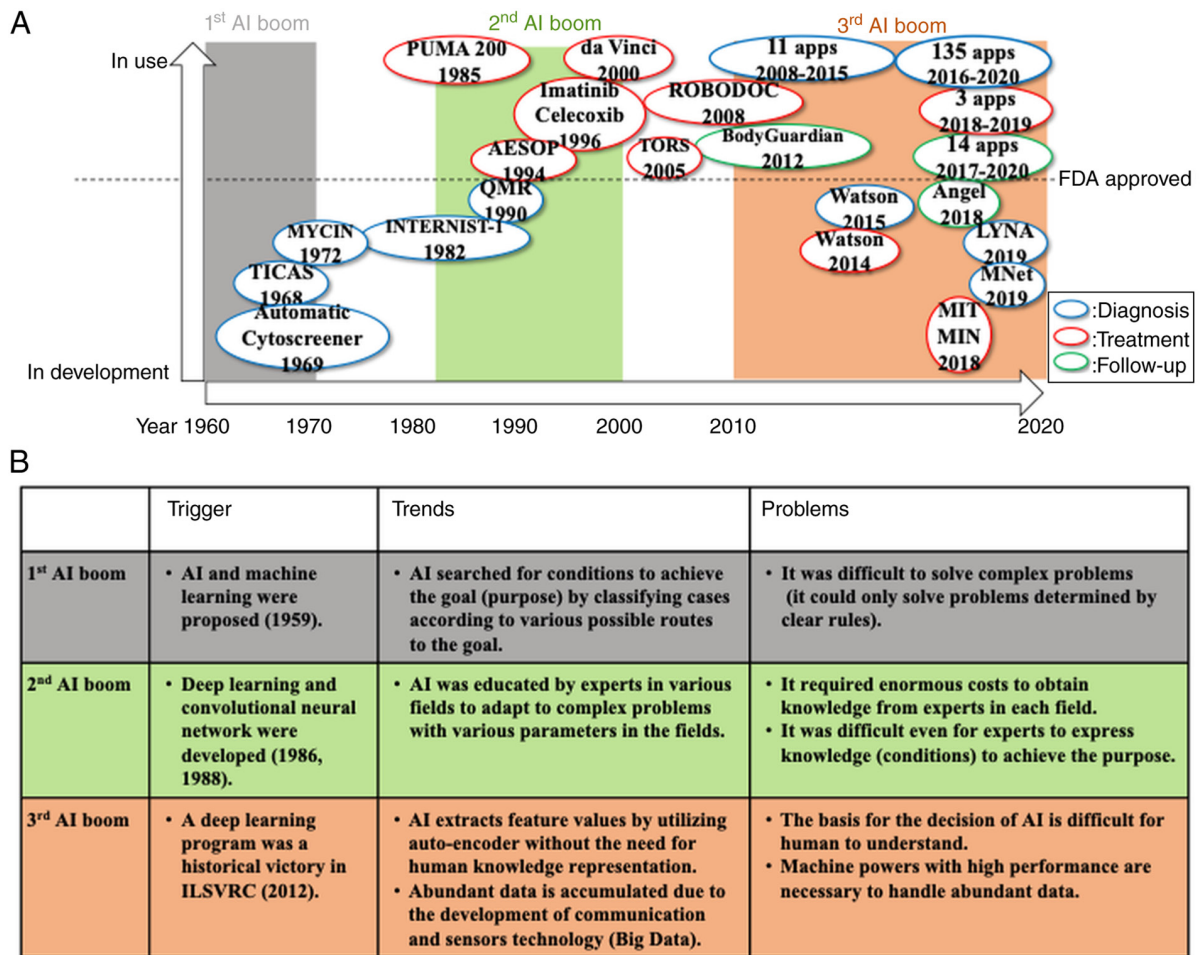 A
1st AI boom
2nd AI boom
3rd AI boom
In use
PUMA 200
1985
da Vinci
2000
11 apps
2008-2015
135 apps
2016-2020
Imatinib
Celecoxib
1996
ROBODOC
2008
3 apps
2018-2019
AESOP
1994
TORS
2005
BodyGuardian
2012
14 apps
2017-2020
FDA approved
QMR
1990
Watson
2015
Angel
2018
MYCIN
1972
INTERNIST-I
1982
Watson
2014
LYNA
2019
TICAS
1968
MNet
2019
Automatic
Cytoscreener
1969
MIT
MIN
2018
:Diagnosis
:Treatment
:Follow-up
In development
Year 1960 1970 1980 1990 2000 2010 2020
B
Trigger Trends Problems
1st AI boom
• AI and machine
learning were
proposed (1959).
• AI searched for conditions to achieve
the goal (purpose) by classifying cases
according to various possible routes
to the goal.
• It was difficult to solve complex problems
(it could only solve problems determined by
clear rules).
2nd AI boom
• Deep learning and
convolutional neural
network were
developed (1986,
1988).
• AI was educated by experts in various
fields to adapt to complex problems
with various parameters in the fields.
• It required enormous costs to obtain
knowledge from experts in each field.
• It was difficult even for experts to express
knowledge (conditions) to achieve the purpose.
3rd AI boom
• A deep learning
program was a
historical victory in
ILSVRC (2012).
• AI extracts feature values by utilizing
auto-encoder without the need for
human knowledge representation.
• Abundant data is accumulated due to
the development of communication
and sensors technology (Big Data).
• The basis for the decision of AI is difficult for
human to understand.
• Machine powers with high performance are
necessary to handle abundant data.